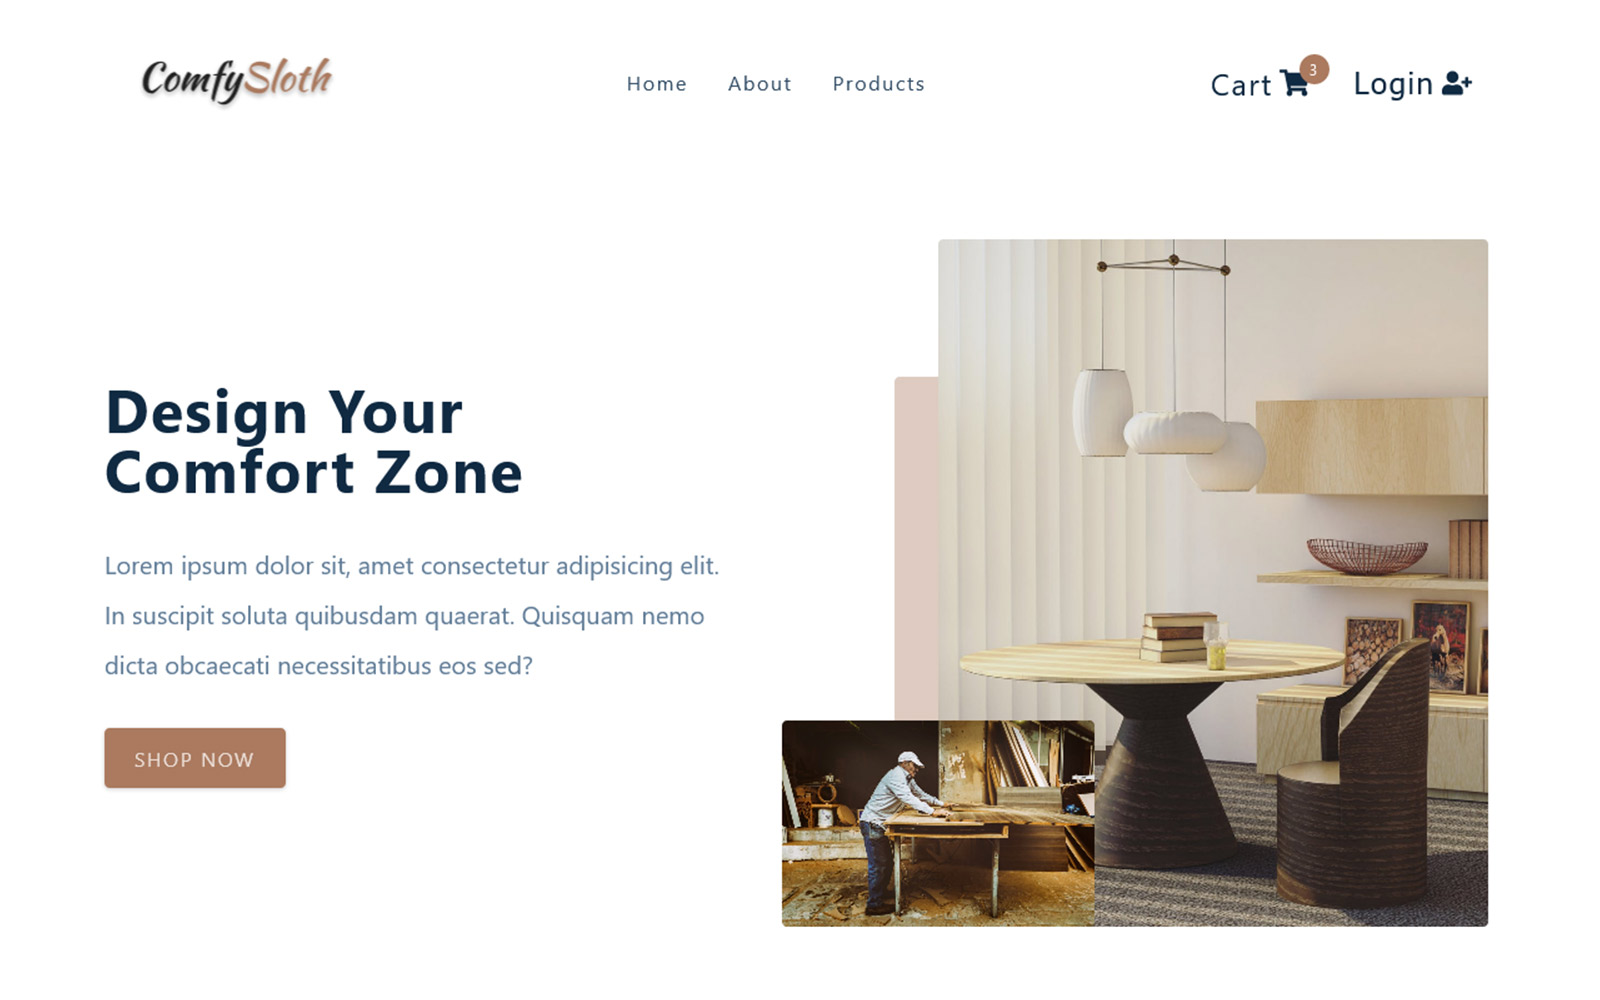 ComfySloth
Home About Products
Cart 3 Login
Design Your
Comfort Zone
Lorem ipsum dolor sit, amet consectetur adipisicing elit.
In suscipit soluta quibusdam quaerat. Quisquam nemo
dicta obcaecati necessitatibus eos sed?
SHOP NOW